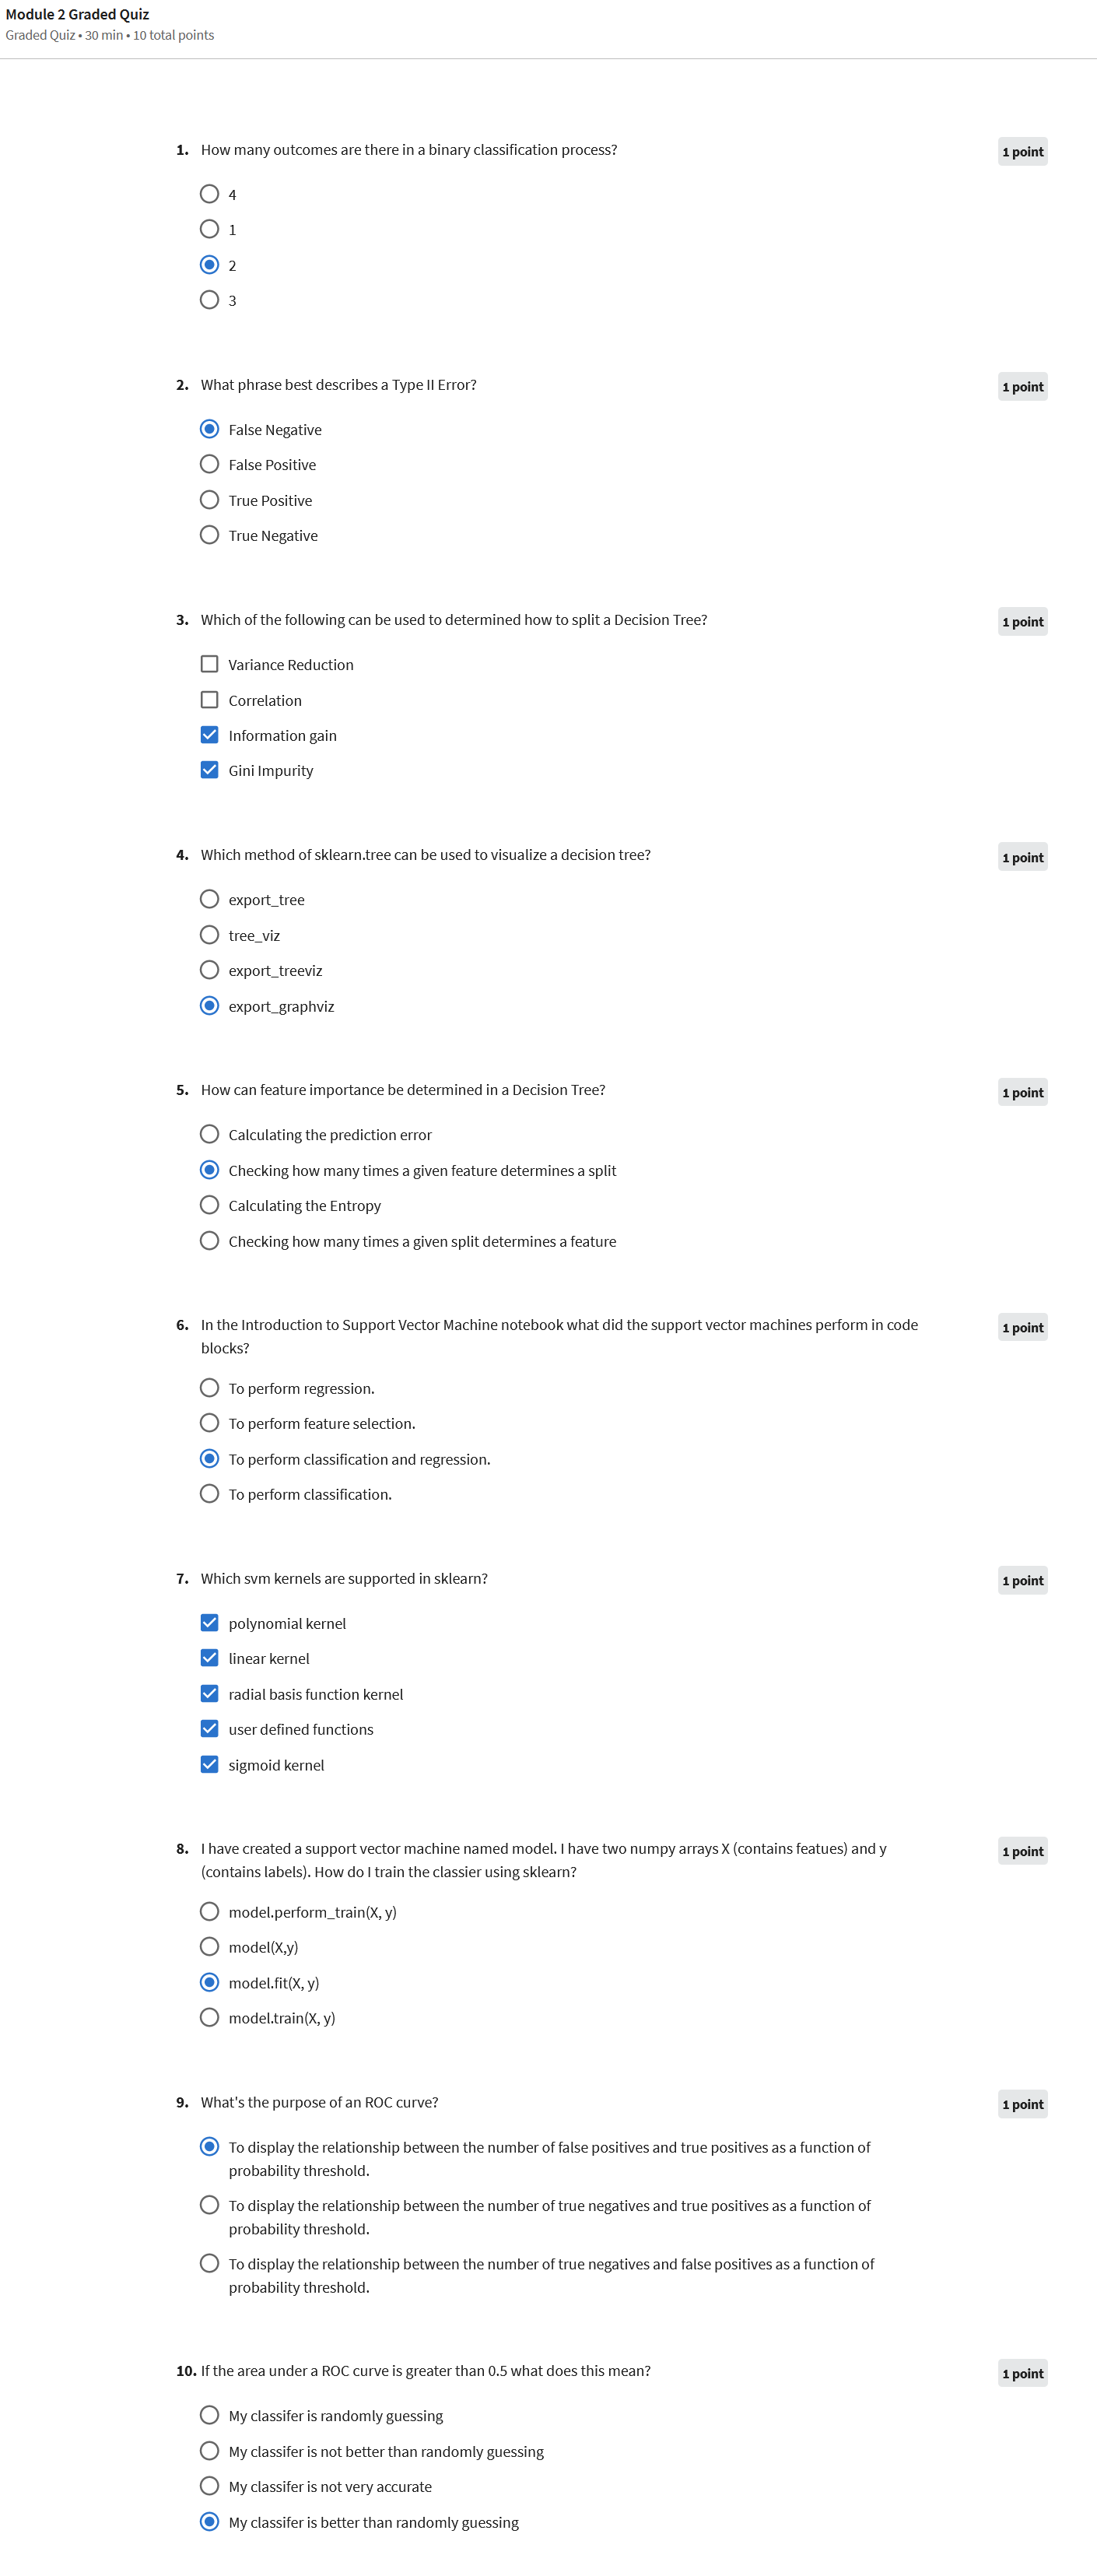 Module 2 Graded Quiz
Graded Quiz • 30 min • 10 total points
1. How many outcomes are there in a binary classification process?
1 point
4
1
2
3
2. What phrase best describes a Type II Error?
1 point
False Negative
False Positive
True Positive
True Negative
3. Which of the following can be used to determined how to split a Decision Tree?
1 point
Variance Reduction
Correlation
Information gain
Gini Impurity
4. Which method of sklearn.tree can be used to visualize a decision tree?
1 point
export_tree
tree_viz
export_treeviz
export_graphviz
5. How can feature importance be determined in a Decision Tree?
1 point
Calculating the prediction error
Checking how many times a given feature determines a split
Calculating the Entropy
Checking how many times a given split determines a feature
6. In the Introduction to Support Vector Machine notebook what did the support vector machines perform in code
blocks?
1 point
To perform regression.
To perform feature selection.
To perform classification and regression.
To perform classification.
7. Which svm kernels are supported in sklearn?
1 point
polynomial kernel
linear kernel
radial basis function kernel
user defined functions
sigmoid kernel
8. I have created a support vector machine named model. I have two numpy arrays X (contains featues) and y
(contains labels). How do I train the classier using sklearn?
1 point
model.perform_train(X, y)
model(X,y)
model.fit(X, y)
model.train(X, y)
9. What's the purpose of an ROC curve?
1 point
To display the relationship between the number of false positives and true positives as a function of
probability threshold.
To display the relationship between the number of true negatives and true positives as a function of
probability threshold.
To display the relationship between the number of true negatives and false positives as a function of
probability threshold.
10. If the area under a ROC curve is greater than 0.5 what does this mean?
1 point
My classifer is randomly guessing
My classifer is not better than randomly guessing
My classifer is not very accurate
My classifer is better than randomly guessing